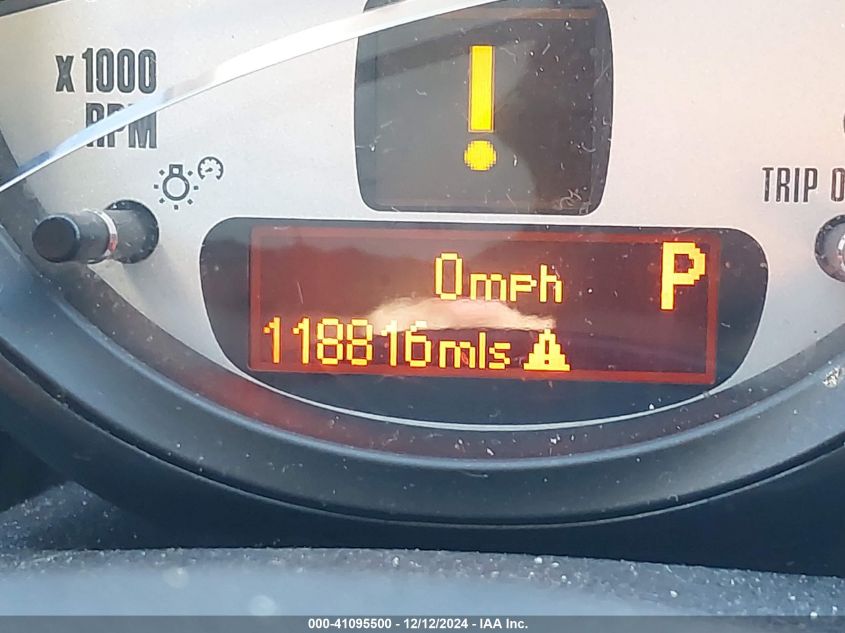 x1000
RPM
!
TRIP
0mph
P
118816mls
000-41095500 - 12/12/2024 - IAA Inc.